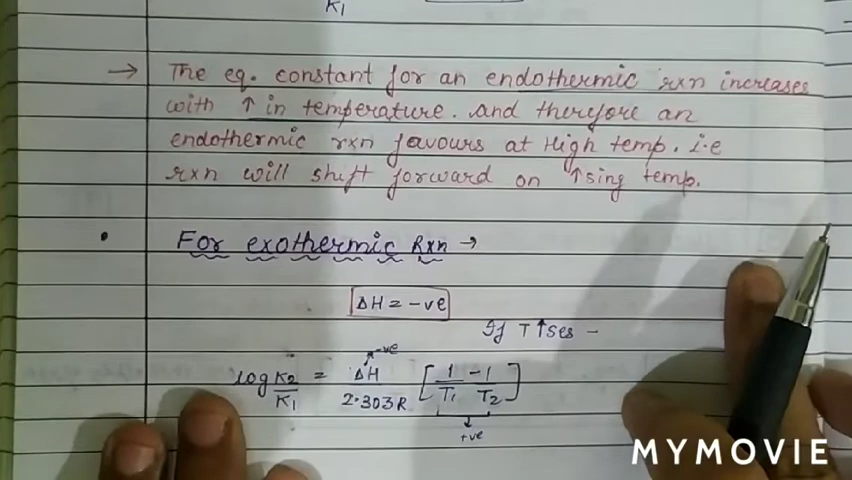 K1
→ The eq. constant for an endothermic rxn increases
with ↑ in temperature. And therefore an
endothermic rxn favours at High temp. i.e
rxn will shift forward on ↑sing temp.
• For exothermic Rxn →
ΔH = -ve
If T ↑ses -
-ve
log K2/K1 = ΔH/2.303R [1/T1 - 1/T2]
+ve
MYMOVIE